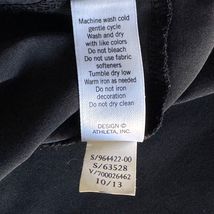 Machine wash cold
gentle cycle
Wash and dry
with like colors
Do not bleach
Do not use fabric
softeners
Tumble dry low
Warm iron as needed
Do not iron
decoration
Do not dry clean
DESIGN ©
ATHLETA, INC.
S/964422-00
S/63528
V/700026462
10/13